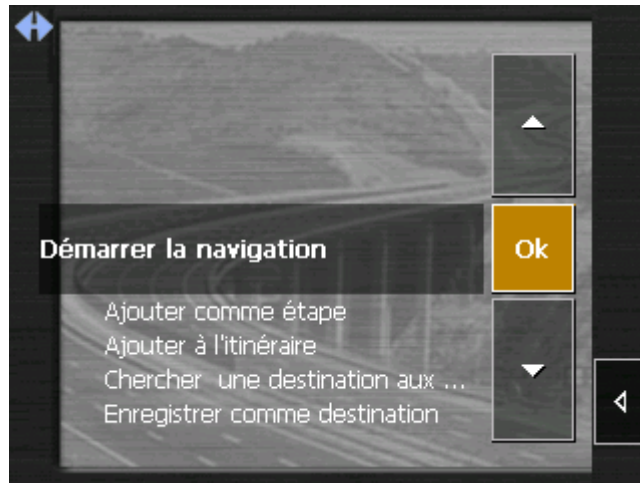 Démarrer la navigation
Ok
Ajouter comme étape
Ajouter à l'itinéraire
Chercher  une destination aux ...
Enregistrer comme destination